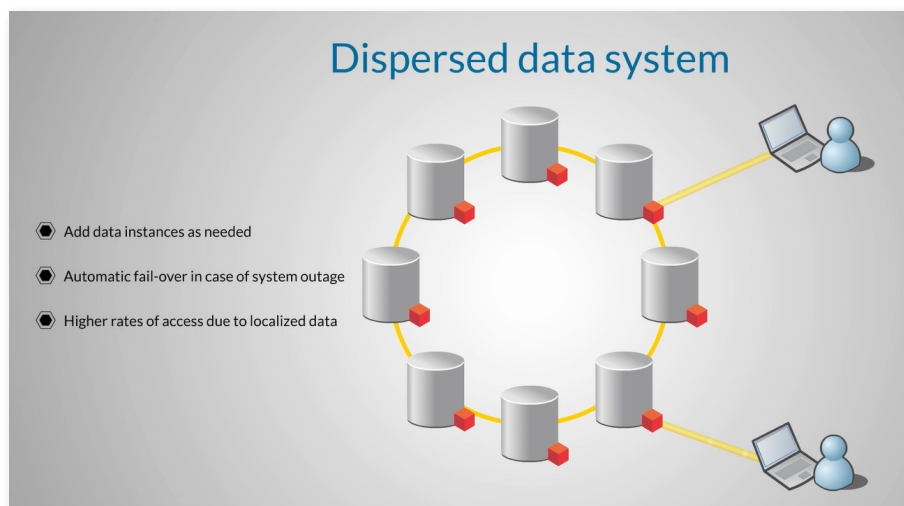 Dispersed data system
Add data instances as needed
Automatic fail-over in case of system outage
Higher rates of access due to localized data